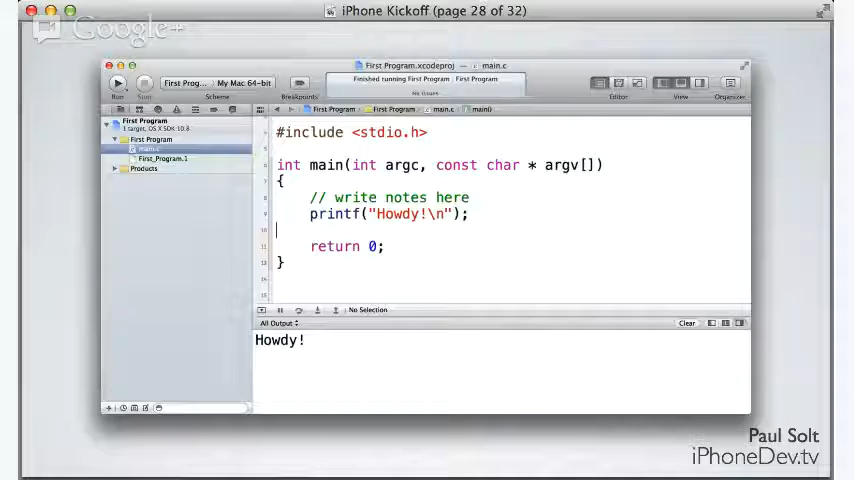 iPhone Kickoff (page 28 of 32)
Google+
First Program.xcodeproj — main.c
Finished running First Program : First Program
No Issues
First Prog... My Mac 64-bit
Run Stop Scheme Breakpoints Editor View Organizer
First Program
1 target, OS X SDK 10.8
First Program
main.c
First_Program.1
Products
First Program First Program main.c main()
#include <stdio.h>
int main(int argc, const char * argv[])
{
// write notes here
printf("Howdy!\n");
return 0;
}
No Selection
All Output
Clear
Howdy!
Paul Solt
iPhoneDev.tv